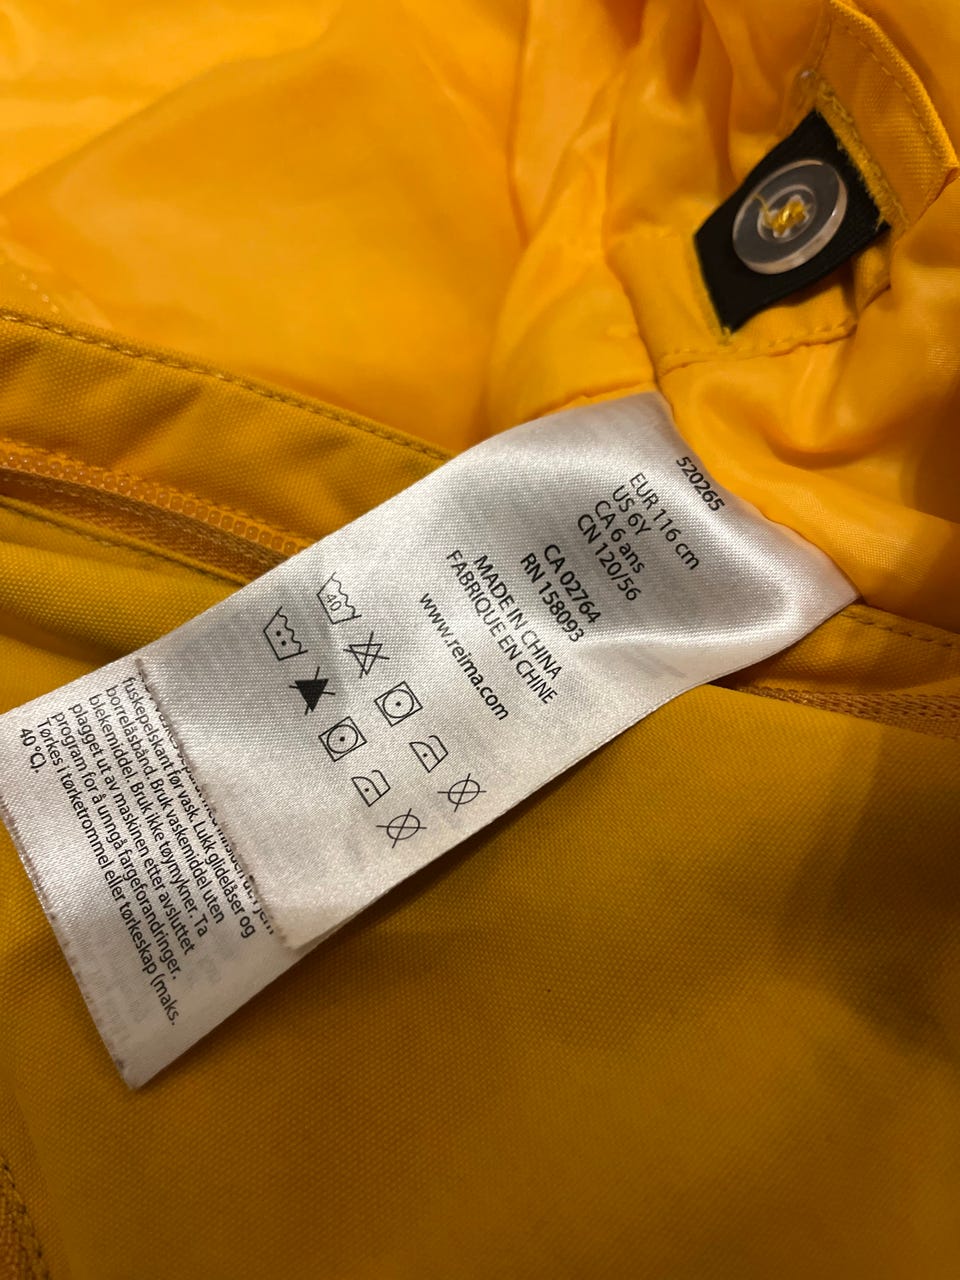 520265
EUR 116 cm
US 6Y
CA 6 ans
CN 120/56
CA 02764
RN 158093
MADE IN CHINA
FABRIQUE EN CHINE
www.reima.com
40
fuskepelskant før vask. Lukk glidelåser og
borrelåsbånd. Bruk vaskemiddel uten
blekemiddel. Bruk ikke tøymykner. Ta
plagget ut av maskinen etter avsluttet
program for å unngå fargeforandringer.
Tørkes i tørketrommel eller tørkeskap (maks.
40 °C).